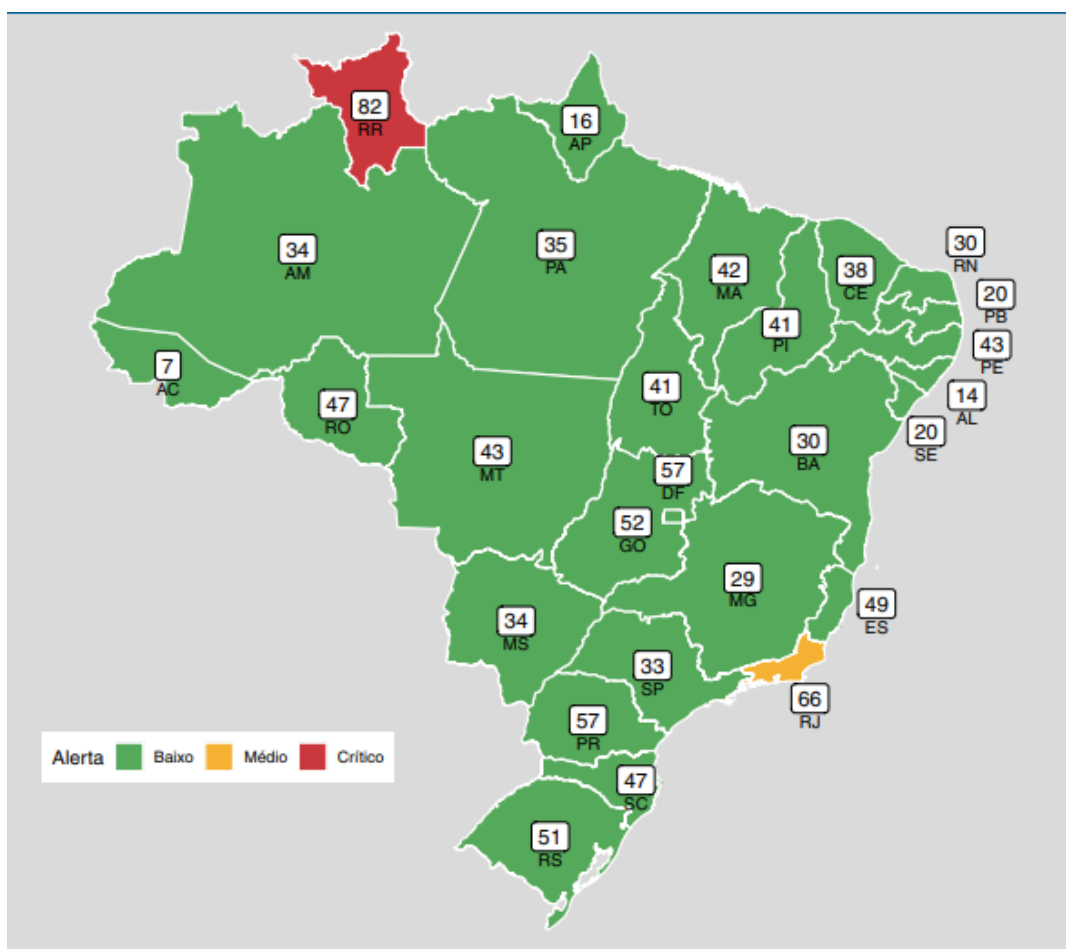 82
RR
16
AP
34
AM
35
PA
42
MA
38
CE
30
RN
20
PB
41
PI
43
PE
7
AC
47
RO
41
TO
14
AL
20
SE
43
MT
30
BA
57
DF
52
GO
29
MG
49
ES
34
MS
33
SP
66
RJ
57
PR
Alerta Baixo Médio Crítico
47
SC
51
RS